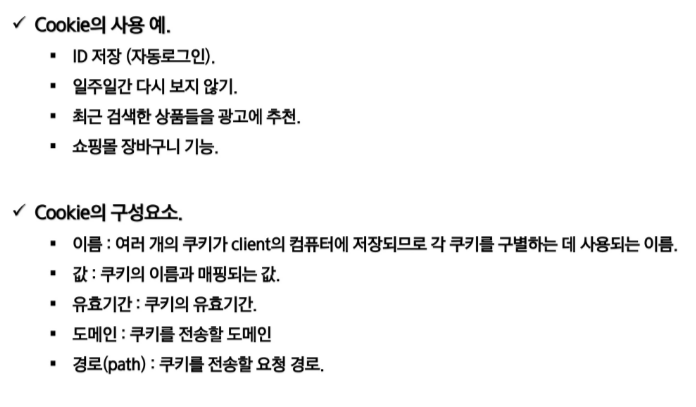 ✓ Cookie의 사용 예.
▪ ID 저장 (자동로그인).
▪ 일주일간 다시 보지 않기.
▪ 최근 검색한 상품들을 광고에 추천.
▪ 쇼핑몰 장바구니 기능.
✓ Cookie의 구성요소.
▪ 이름 : 여러 개의 쿠키가 client의 컴퓨터에 저장되므로 각 쿠키를 구별하는 데 사용되는 이름.
▪ 값 : 쿠키의 이름과 매핑되는 값.
▪ 유효기간 : 쿠키의 유효기간.
▪ 도메인 : 쿠키를 전송할 도메인
▪ 경로(path) : 쿠키를 전송할 요청 경로.